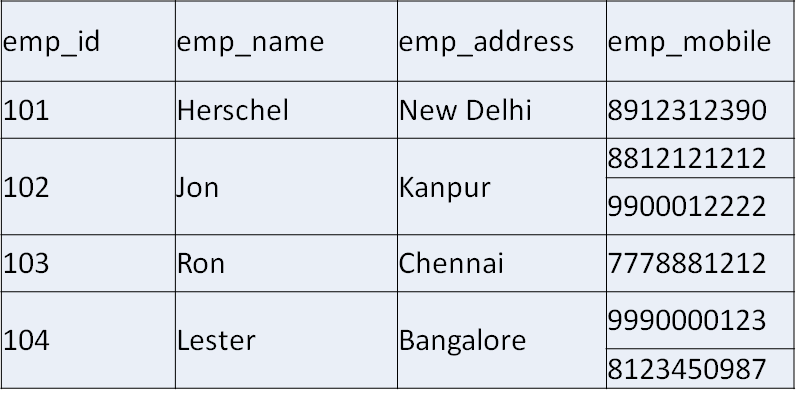 emp_id emp_name emp_address emp_mobile
101 Herschel New Delhi 8912312390
102 Jon Kanpur 8812121212
9900012222
103 Ron Chennai 7778881212
104 Lester Bangalore 9990000123
8123450987